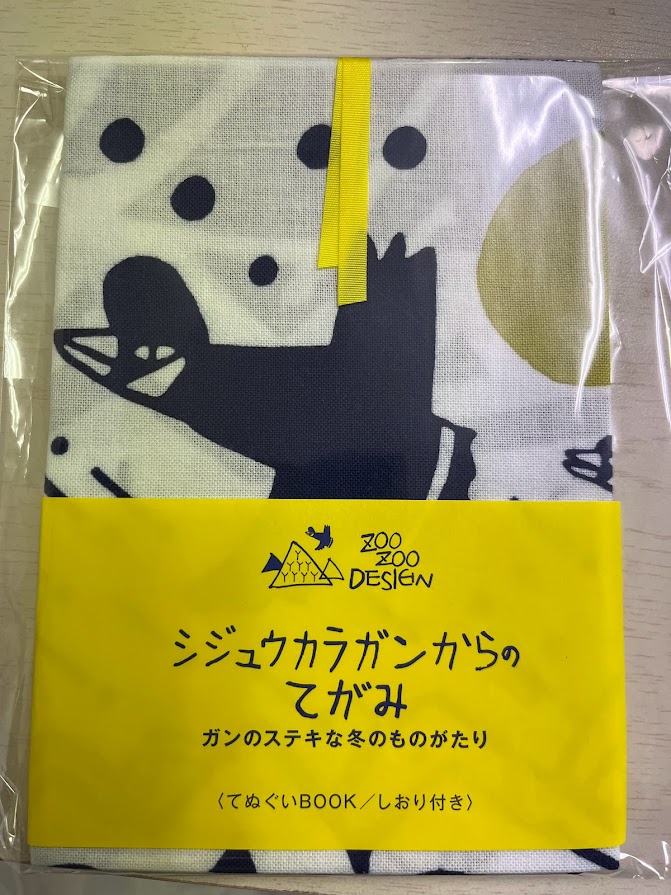 ZOO
ZOO
DESIGN
シジュウカラガンからの
てがみ
ガンのステキな冬のものがたり
〈てぬぐいBOOK／しおり付き〉